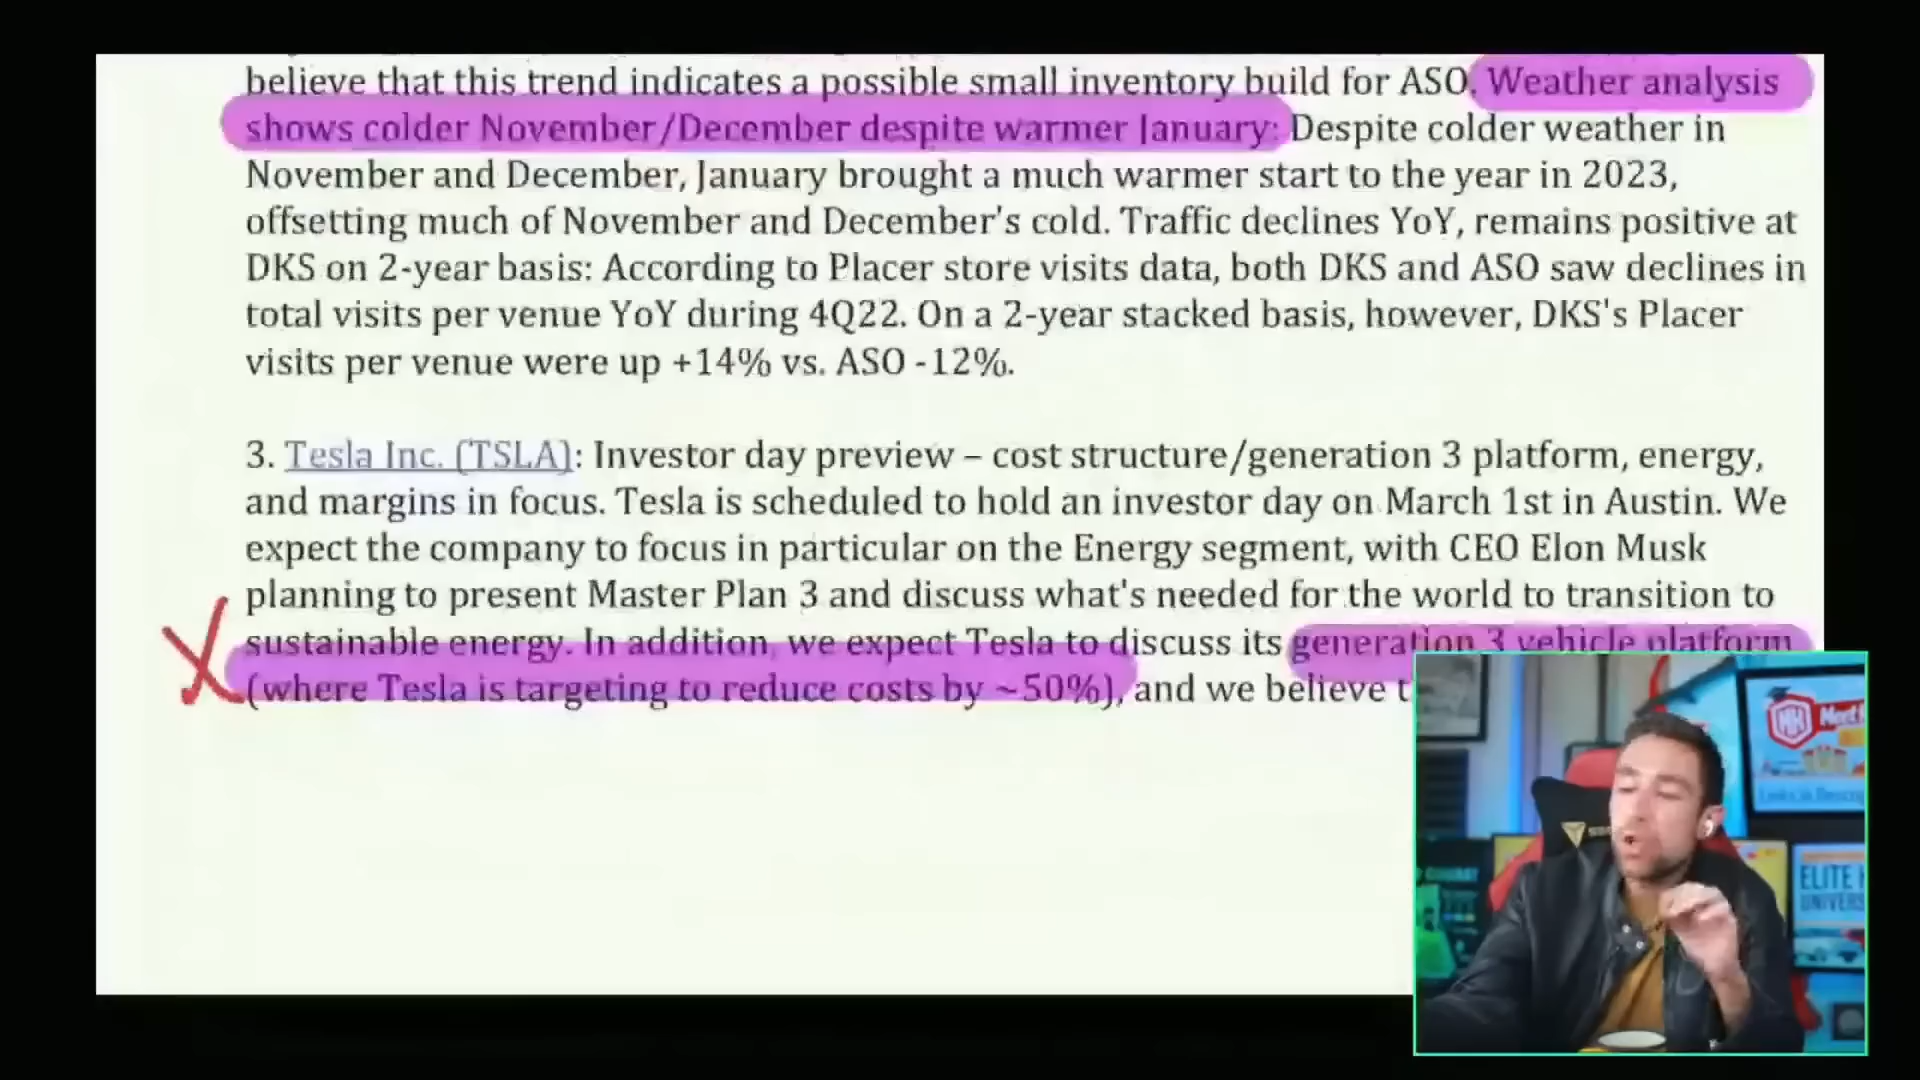 believe that this trend indicates a possible small inventory build for ASO. Weather analysis
shows colder November/December despite warmer January: Despite colder weather in
November and December, January brought a much warmer start to the year in 2023,
offsetting much of November and December's cold. Traffic declines YoY, remains positive at
DKS on 2-year basis: According to Placer store visits data, both DKS and ASO saw declines in
total visits per venue YoY during 4Q22. On a 2-year stacked basis, however, DKS's Placer
visits per venue were up +14% vs. ASO -12%.
3. Tesla Inc. (TSLA): Investor day preview – cost structure/generation 3 platform, energy,
and margins in focus. Tesla is scheduled to hold an investor day on March 1st in Austin. We
expect the company to focus in particular on the Energy segment, with CEO Elon Musk
planning to present Master Plan 3 and discuss what's needed for the world to transition to
sustainable energy. In addition, we expect Tesla to discuss its generation 3 vehicle platform
(where Tesla is targeting to reduce costs by ~50%), and we believe t
Meet
ELITE
UNIVERS